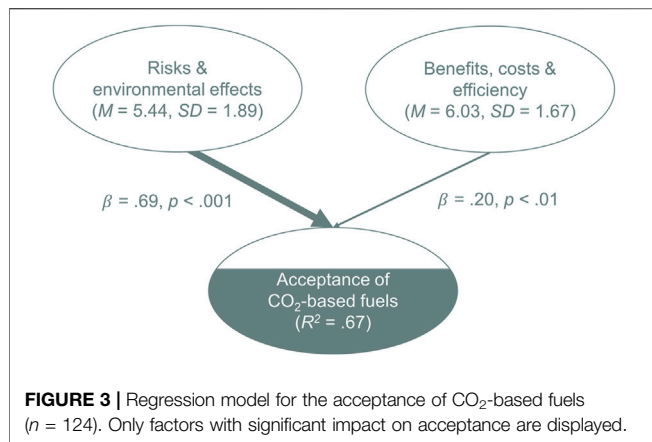 Risks &
environmental effects
(M = 5.44, SD = 1.89)
Benefits, costs &
efficiency
(M = 6.03, SD = 1.67)
β = .69, p < .001
β = .20, p < .01
Acceptance of
CO₂-based fuels
(R² = .67)
FIGURE 3 | Regression model for the acceptance of CO₂-based fuels
(n = 124). Only factors with significant impact on acceptance are displayed.